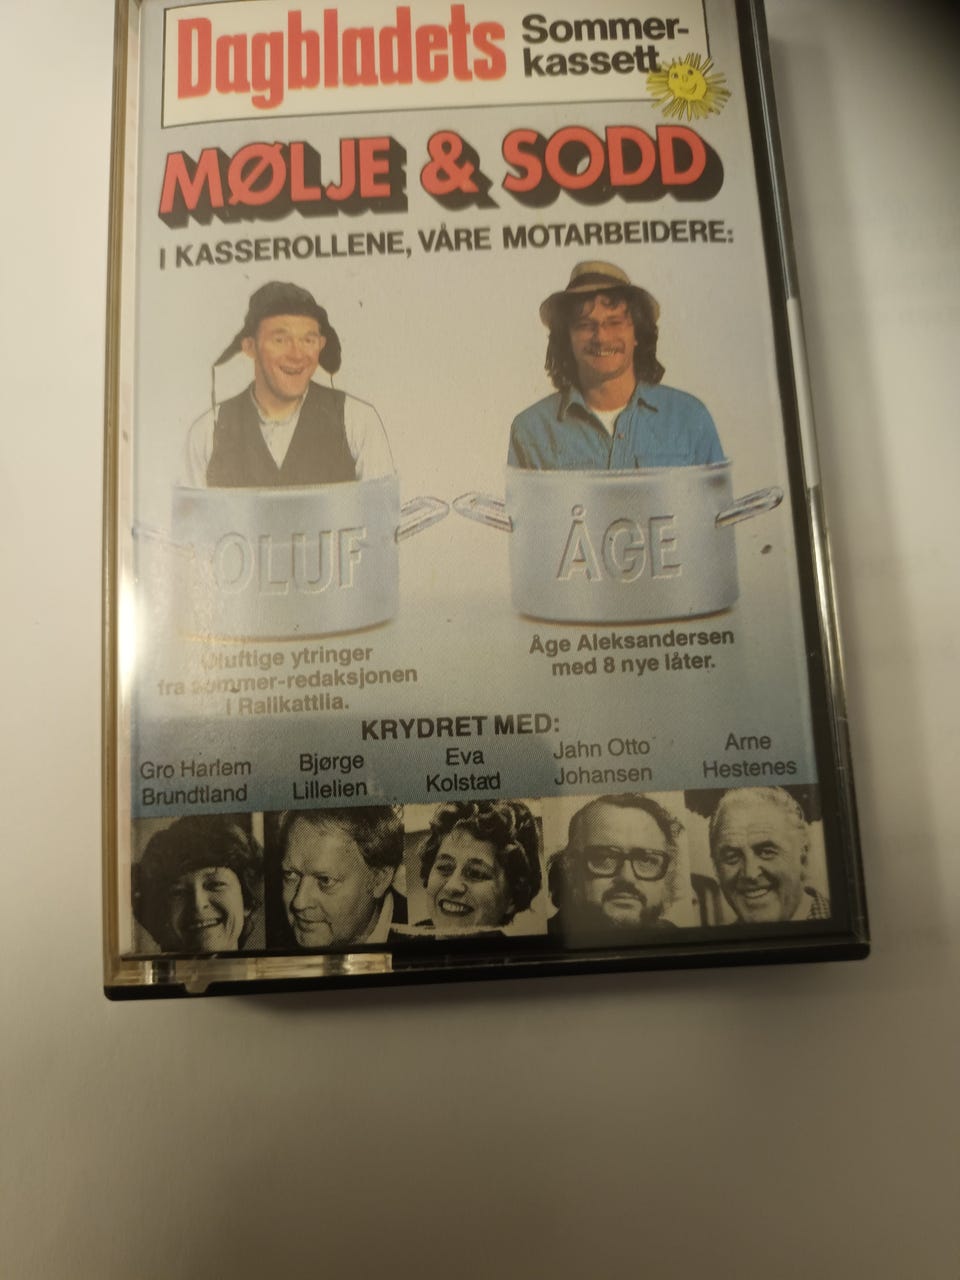 Dagbladets
Sommer-
kassett
MØLJE & SODD
I KASSEROLLENE, VÅRE MOTARBEIDERE:
OLUF
ÅGE
Oluftige ytringer
fra sommer-redaksjonen
i Ralikattlia.
Åge Aleksandersen
med 8 nye låter.
KRYDRET MED:
Gro Harlem
Brundtland
Bjørge
Lillelien
Eva
Kolstad
Jahn Otto
Johansen
Arne
Hestenes